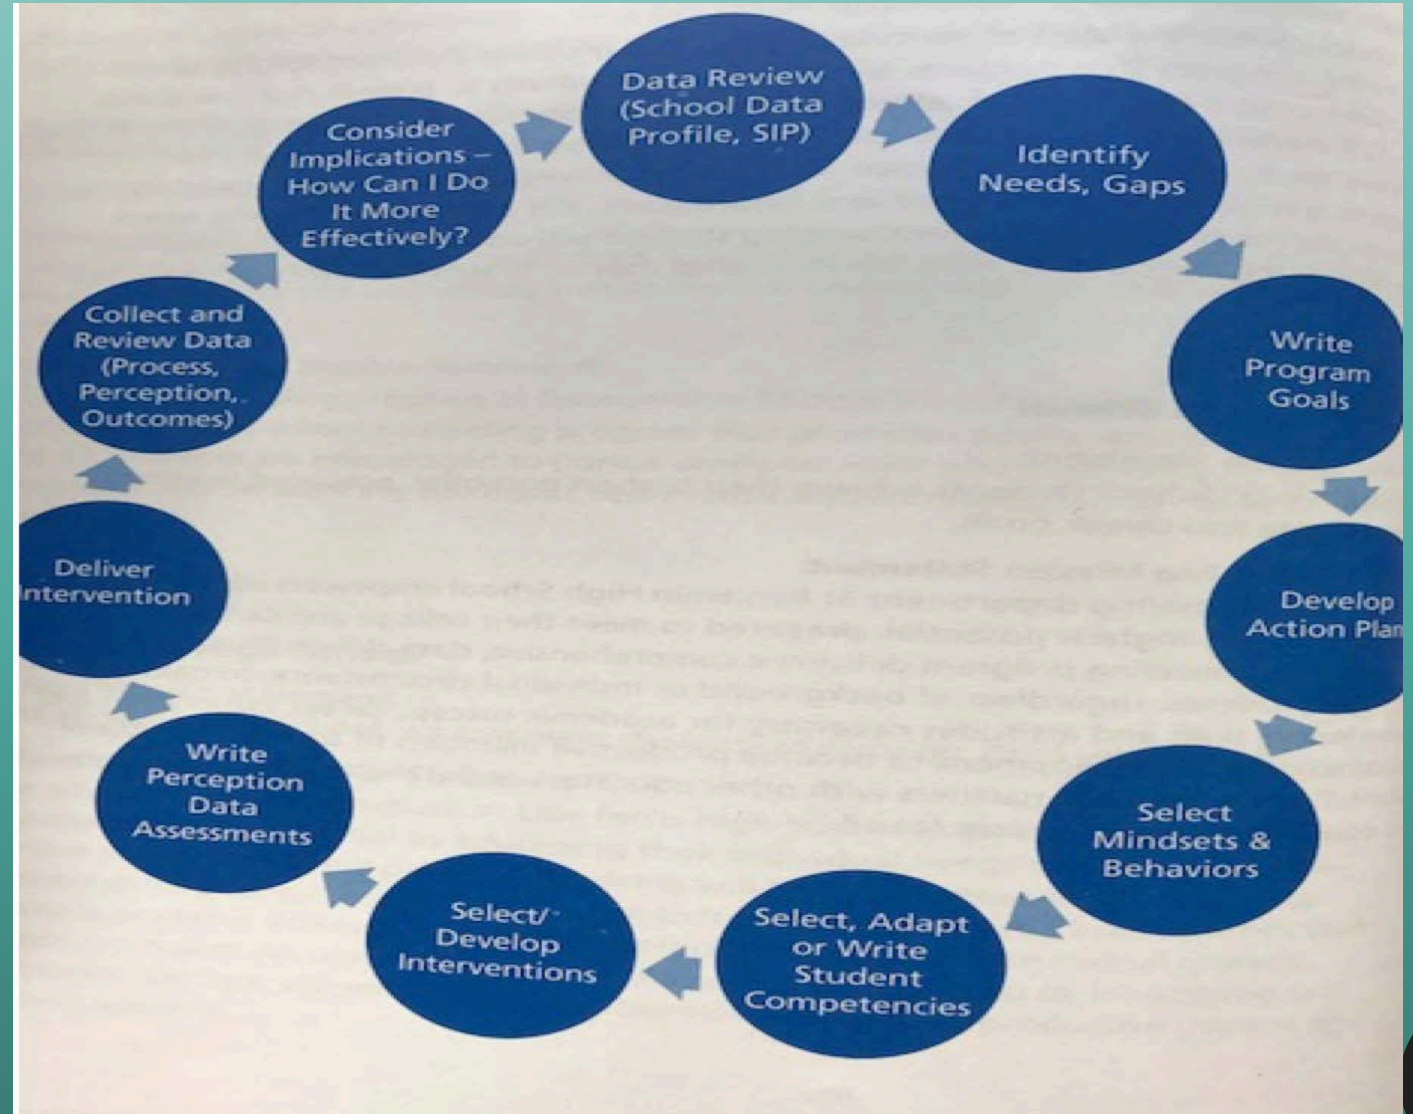 Data Review
(School Data
Profile, SIP)
Identify
Needs, Gaps
Write
Program
Goals
Develop
Action Plan
Select
Mindsets &
Behaviors
Select, Adapt
or Write
Student
Competencies
Select/
Develop
Interventions
Write
Perception
Data
Assessments
Deliver
Intervention
Collect and
Review Data
(Process,
Perception,
Outcomes)
Consider
Implications –
How Can I Do
It More
Effectively?